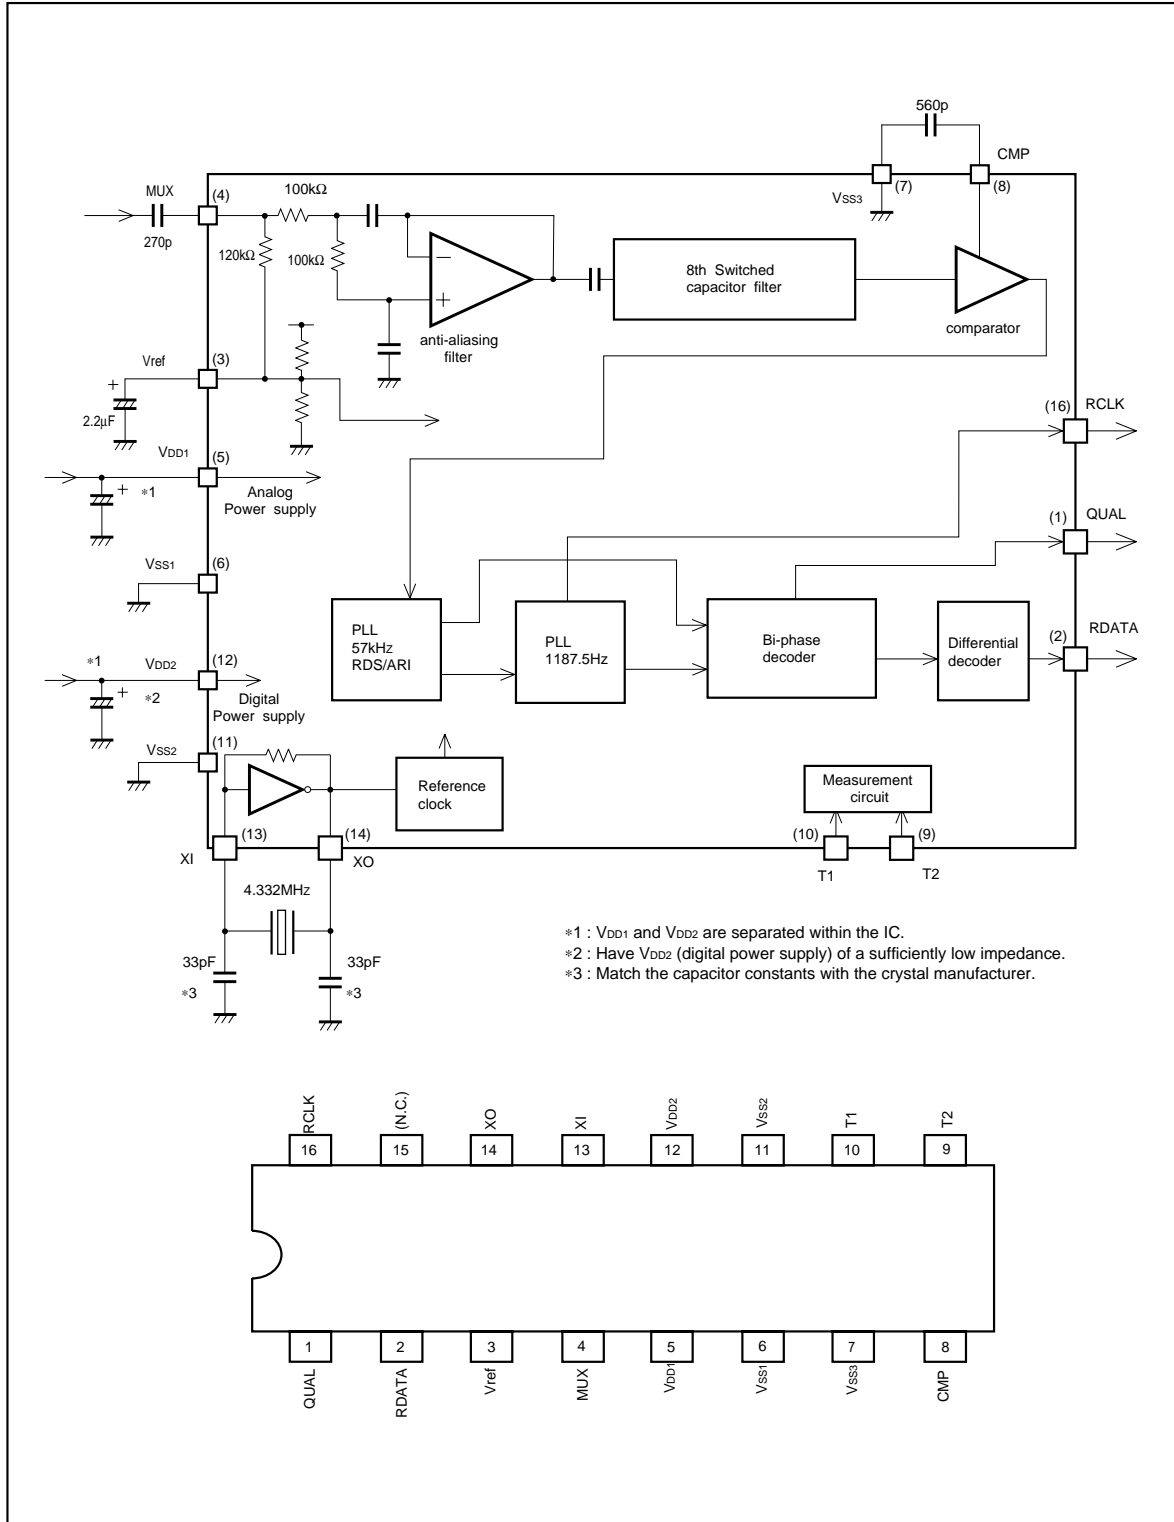 560p
CMP
MUX
(4)
100kΩ
(7)
(8)
VSS3
270p
120kΩ
100kΩ
8th Switched
capacitor filter
−
+
anti-aliasing
filter
comparator
Vref
(3)
+
2.2µF
(16)
RCLK
VDD1
(5)
+
*1
Analog
Power supply
(1)
QUAL
VSS1
(6)
PLL
57kHz
RDS/ARI
PLL
1187.5Hz
Bi-phase
decoder
Differential
decoder
(2)
RDATA
*1
VDD2
(12)
+
*2
Digital
Power supply
VSS2
(11)
Reference
clock
Measurement
circuit
(13)
(14)
(10)
(9)
XI
XO
T1
T2
4.332MHz
33pF
*3
33pF
*3
*1 : VDD1 and VDD2 are separated within the IC.
*2 : Have VDD2 (digital power supply) of a sufficiently low impedance.
*3 : Match the capacitor constants with the crystal manufacturer.
RCLK
(N.C.)
XO
XI
VDD2
VSS2
T1
T2
16
15
14
13
12
11
10
9
1
2
3
4
5
6
7
8
QUAL
RDATA
Vref
MUX
VDD1
VSS1
VSS3
CMP